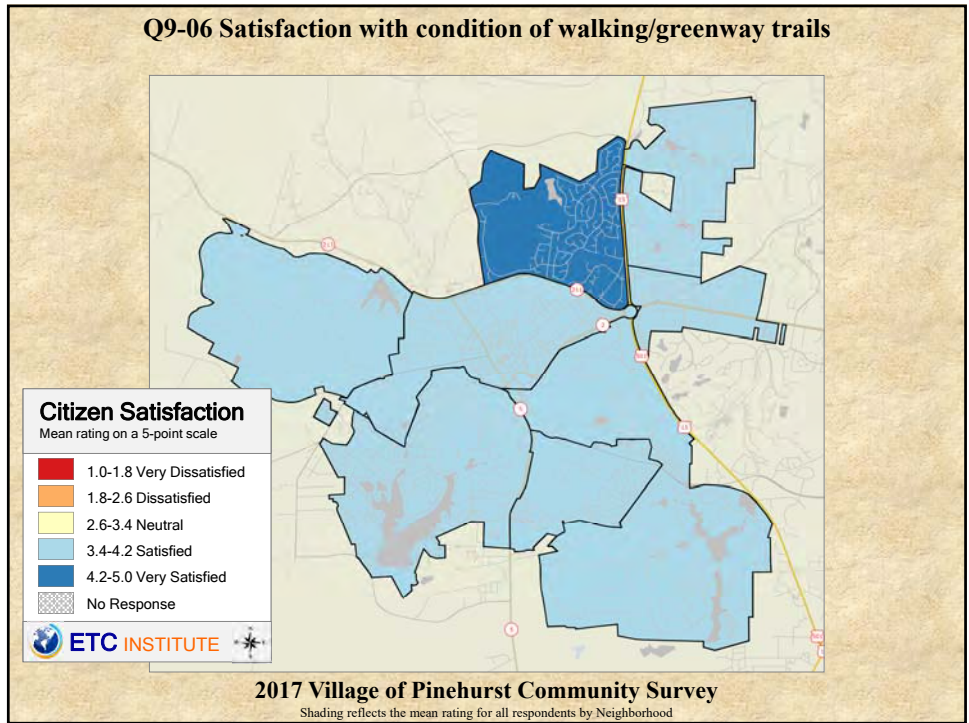 Q9-06 Satisfaction with condition of walking/greenway trails
Citizen Satisfaction
Mean rating on a 5-point scale
1.0-1.8 Very Dissatisfied
1.8-2.6 Dissatisfied
2.6-3.4 Neutral
3.4-4.2 Satisfied
4.2-5.0 Very Satisfied
No Response
ETC INSTITUTE
5
5
2017 Village of Pinehurst Community Survey
Shading reflects the mean rating for all respondents by Neighborhood